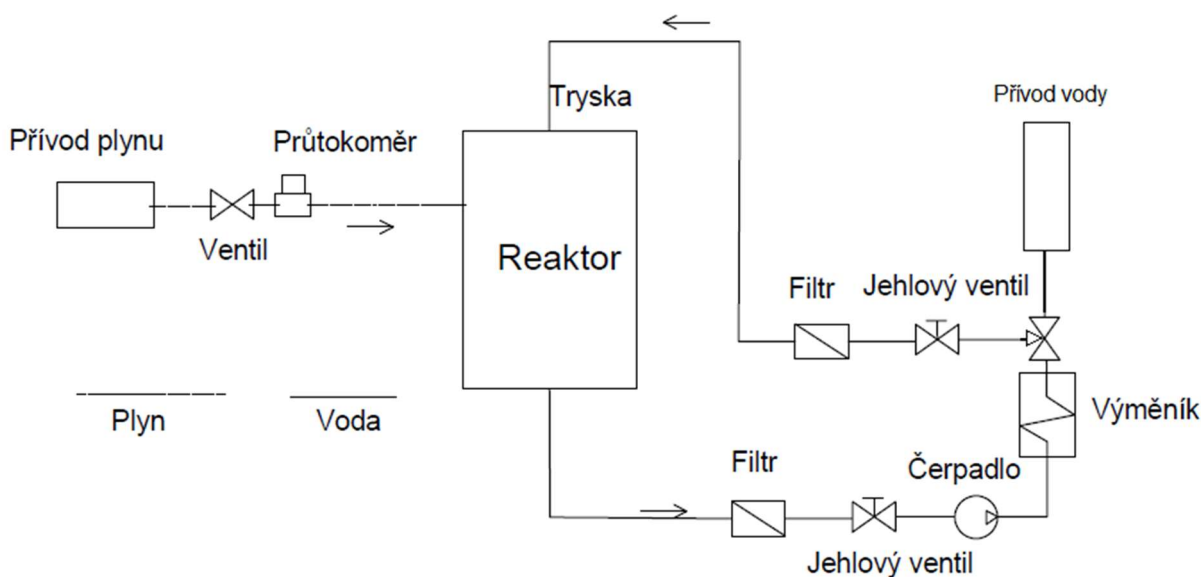 Tryska
Přívod vody
Přívod plynu
Průtokoměr
Ventil
Reaktor
Filtr
Jehlový ventil
Plyn
Voda
Výměník
Filtr
Čerpadlo
Jehlový ventil